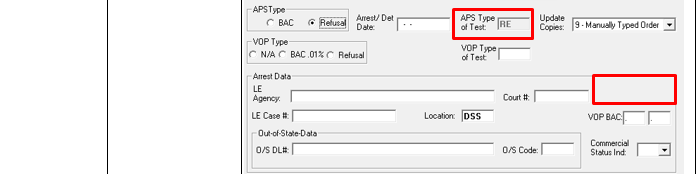 APSType
BAC Refusal Arrest/ Det Date: - - APS Type of Test: RE Update Copies: 9 - Manually Typed Order
VOP Type
N/A BAC .01% Refusal VOP Type of Test:
Arrest Data
LE Agency: Court #:
LE Case #: Location: DSS VOP BAC: . .
Out-of-State-Data
O/S DL#: O/S Code: Commercial Status Ind: